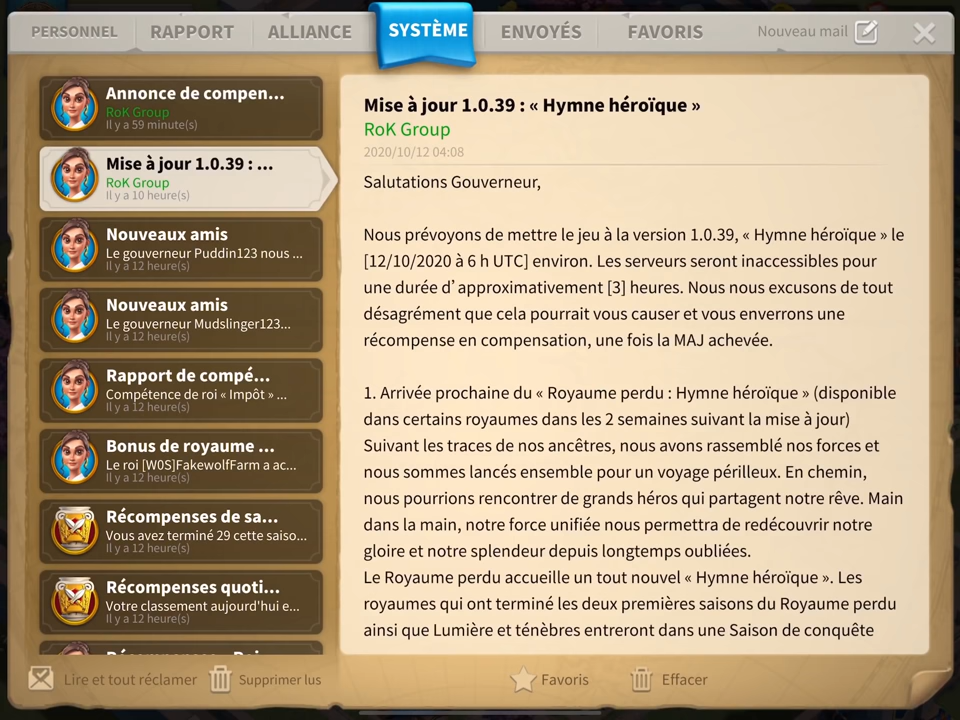 PERSONNEL
RAPPORT
ALLIANCE
SYSTÈME
ENVOYÉS
FAVORIS
Nouveau mail
Annonce de compen...
RoK Group
Il y a 59 minute(s)
Mise à jour 1.0.39 : ...
RoK Group
Il y a 10 heure(s)
Nouveaux amis
Le gouverneur Puddin123 nous ...
Il y a 12 heure(s)
Nouveaux amis
Le gouverneur Mudslinger123...
Il y a 12 heure(s)
Rapport de compé...
Compétence de roi « Impôt » ...
Il y a 12 heure(s)
Bonus de royaume ...
Le roi [W0S]FakewolfFarm a ac...
Il y a 12 heure(s)
Récompenses de sa...
Vous avez terminé 29 cette saiso...
Il y a 12 heure(s)
Récompenses quoti...
Votre classement aujourd'hui e...
Il y a 12 heure(s)
Mise à jour 1.0.39 : « Hymne héroïque »
RoK Group
2020/10/12 04:08
Salutations Gouverneur,
Nous prévoyons de mettre le jeu à la version 1.0.39, « Hymne héroïque » le
[12/10/2020 à 6 h UTC] environ. Les serveurs seront inaccessibles pour
une durée d'approximativement [3] heures. Nous nous excusons de tout
désagrément que cela pourrait vous causer et vous enverrons une
récompense en compensation, une fois la MAJ achevée.
1. Arrivée prochaine du « Royaume perdu : Hymne héroïque » (disponible
dans certains royaumes dans les 2 semaines suivant la mise à jour)
Suivant les traces de nos ancêtres, nous avons rassemblé nos forces et
nous sommes lancés ensemble pour un voyage périlleux. En chemin,
nous pourrions rencontrer de grands héros qui partagent notre rêve. Main
dans la main, notre force unifiée nous permettra de redécouvrir notre
gloire et notre splendeur depuis longtemps oubliées.
Le Royaume perdu accueille un tout nouvel « Hymne héroïque ». Les
royaumes qui ont terminé les deux premières saisons du Royaume perdu
ainsi que Lumière et ténèbres entreront dans une Saison de conquête
Lire et tout réclamer
Supprimer lus
Favoris
Effacer